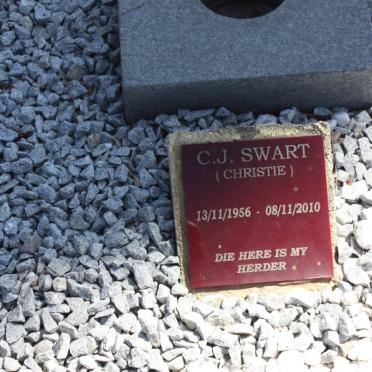 C.J. SWART
( CHRISTIE )
13/11/1956 - 08/11/2010
DIE HERE IS MY
HERDER